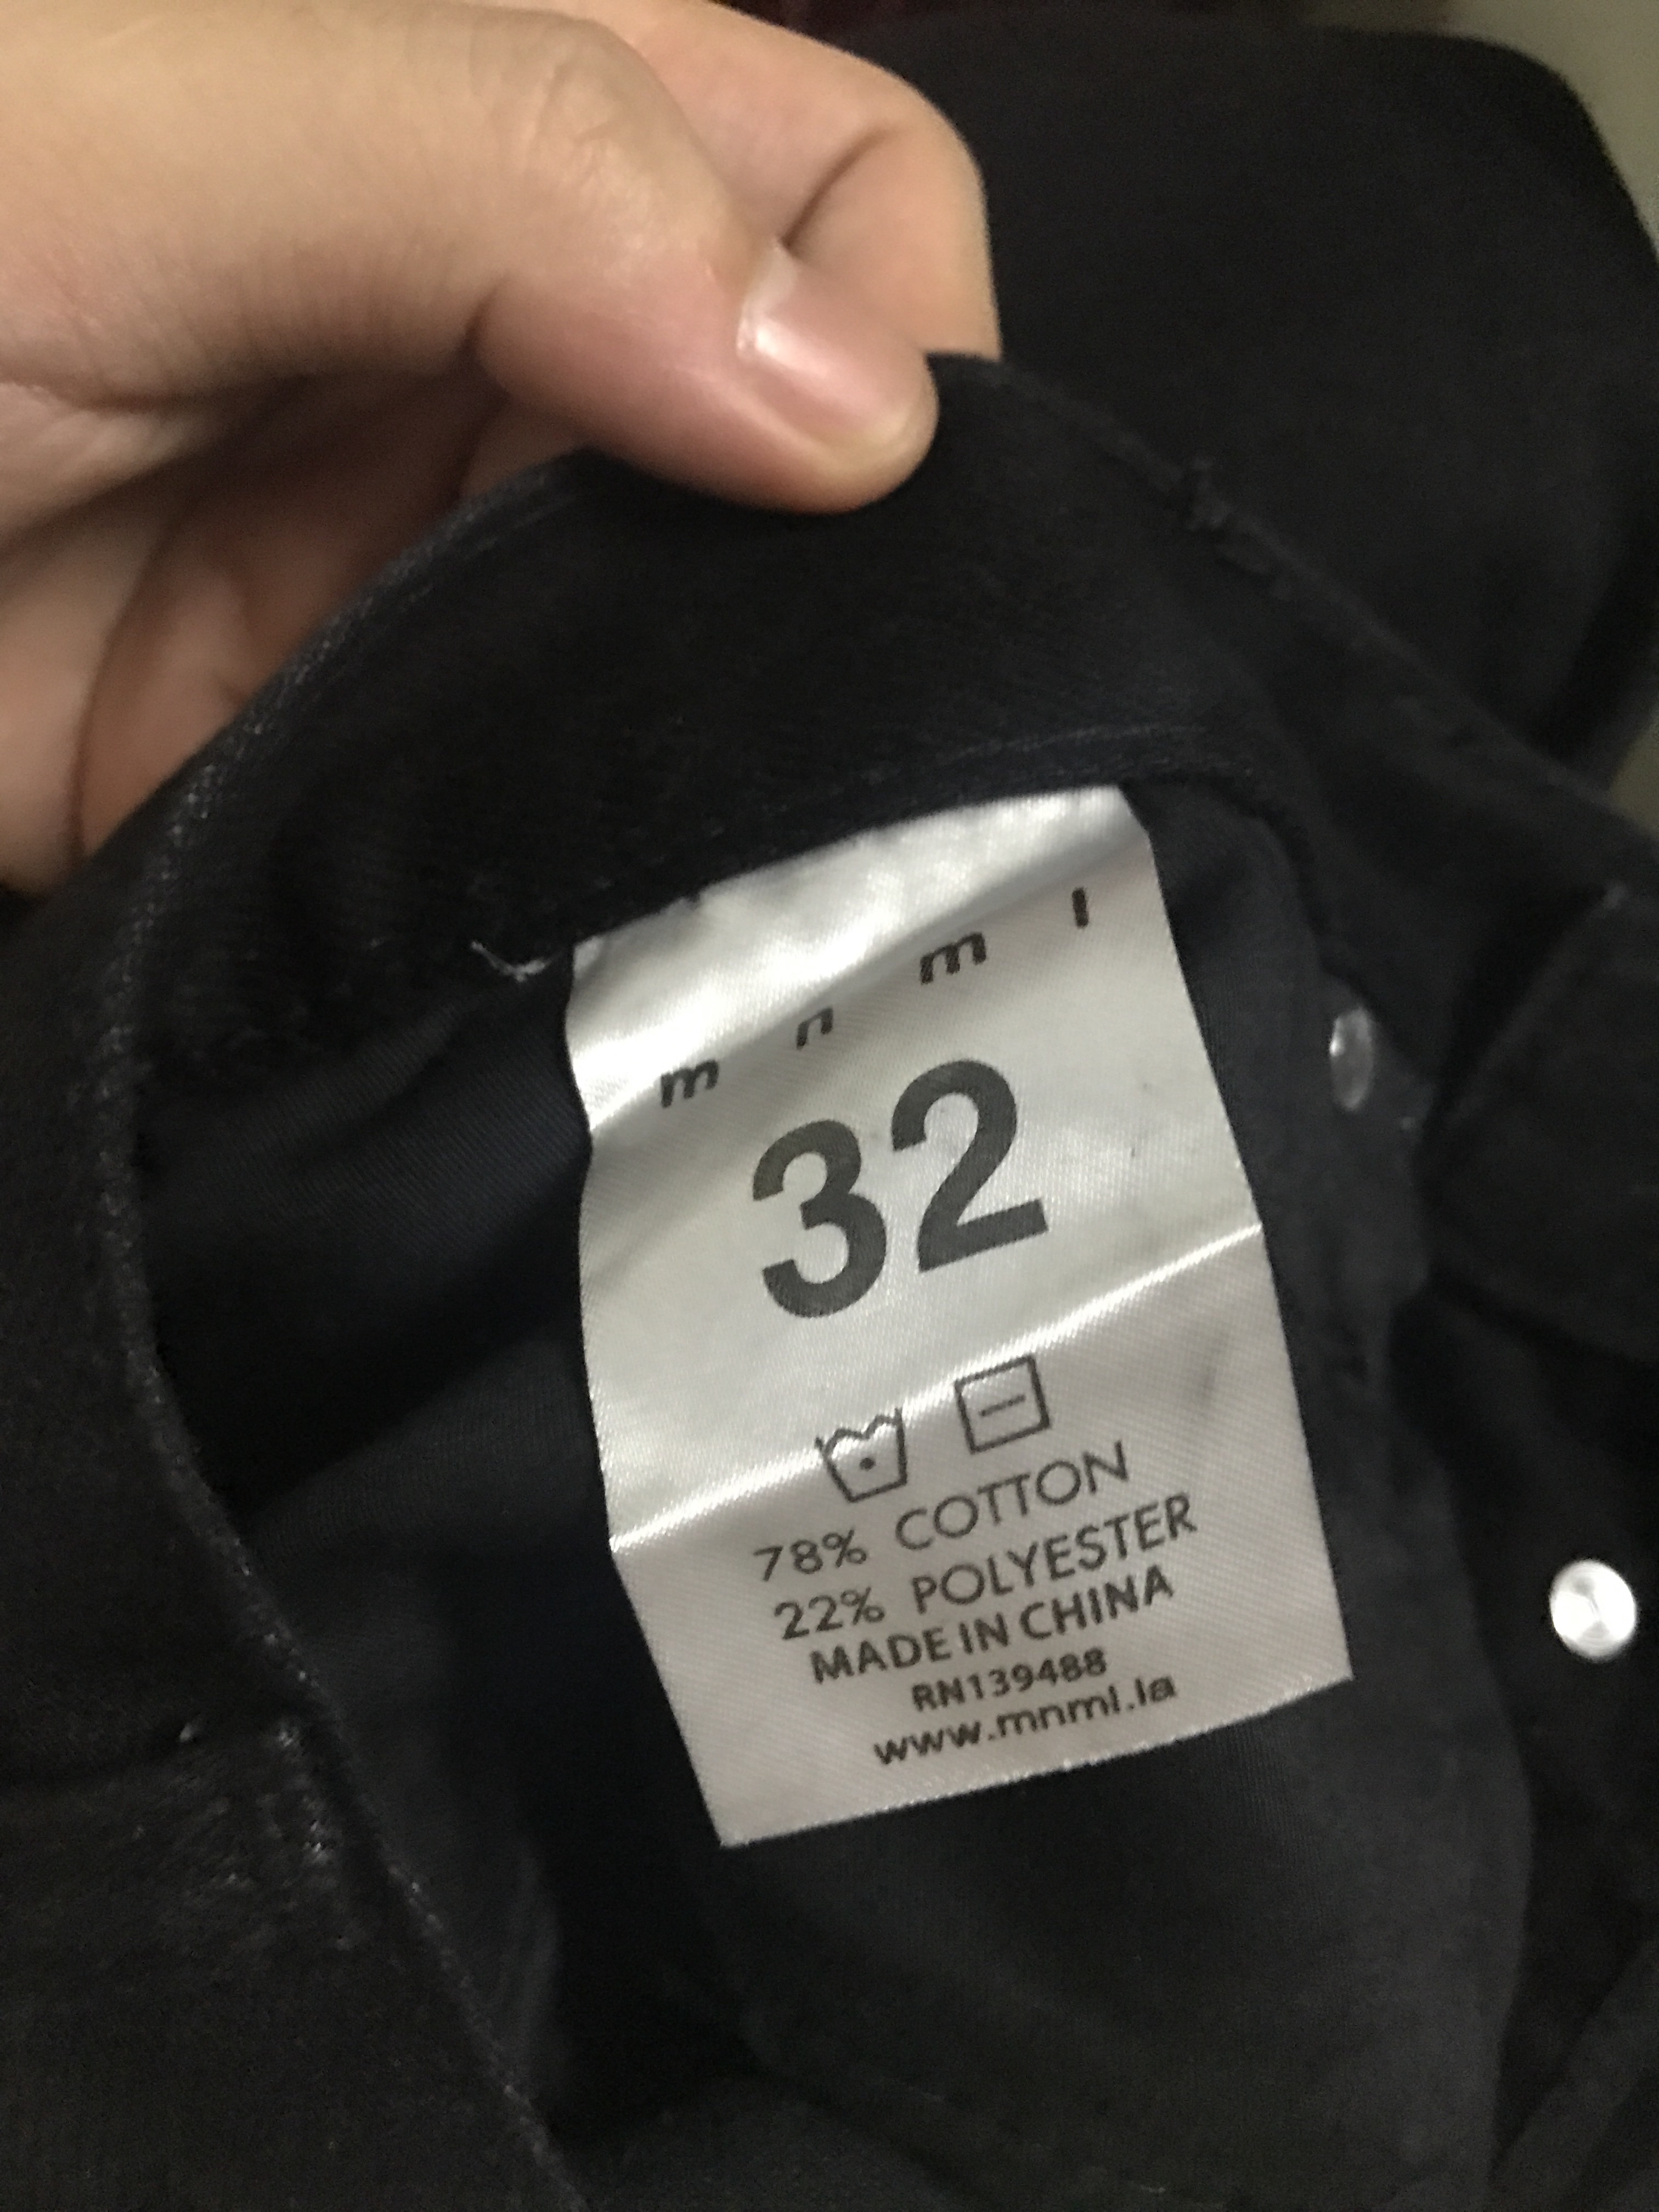 m n m l
32
78% COTTON
22% POLYESTER
MADE IN CHINA
RN139488
www.mnml.la